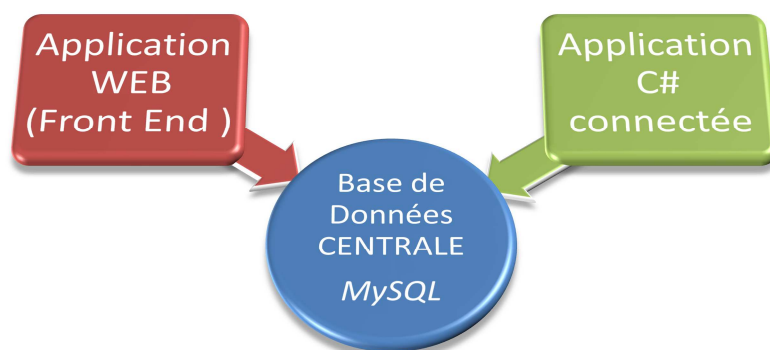 Application
WEB
(Front End )
Application
C#
connectée
Base de
Données
CENTRALE
MySQL